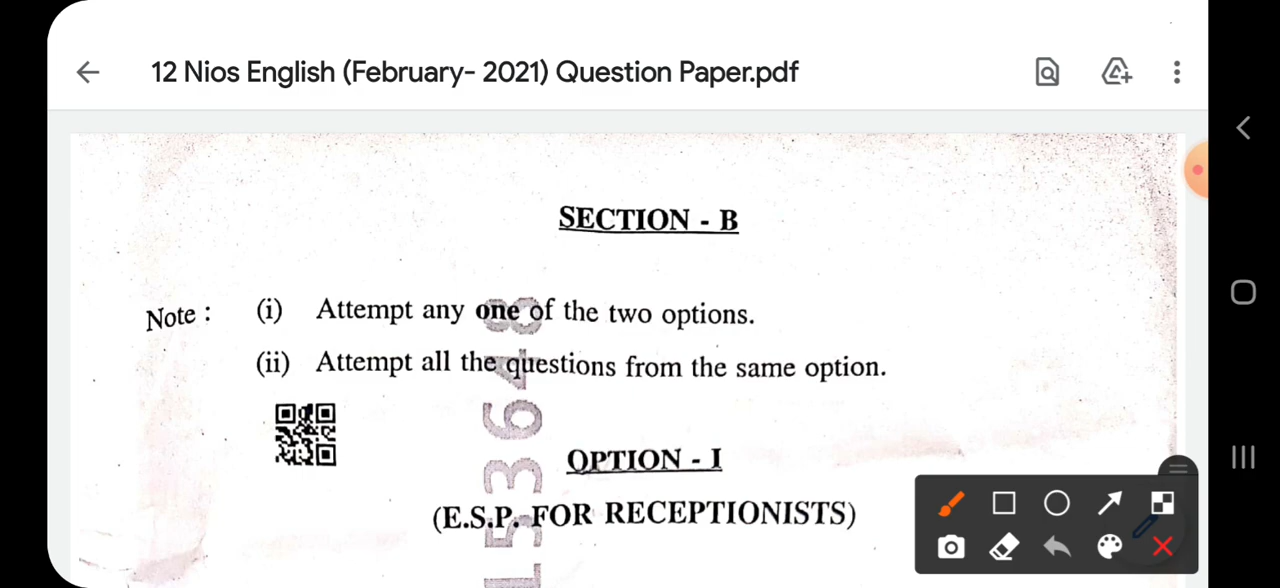 12 Nios English (February- 2021) Question Paper.pdf
SECTION - B
Note : (i) Attempt any one of the two options.
(ii) Attempt all the questions from the same option.
OPTION - I
(E.S.P. FOR RECEPTIONISTS)